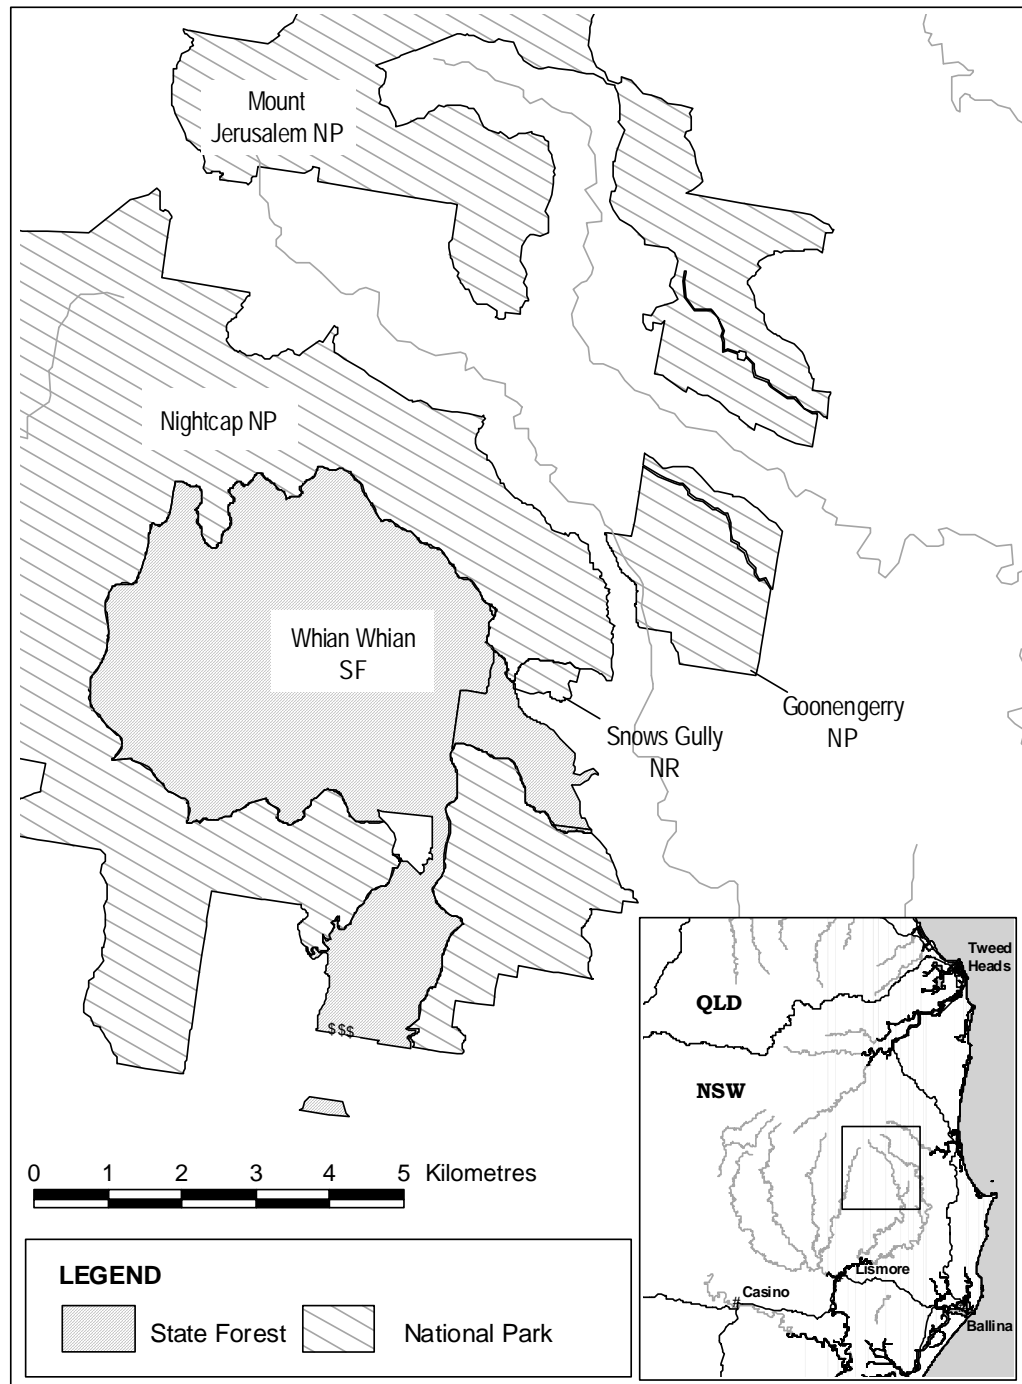 Mount
Jerusalem NP
Nightcap NP
Whian Whian
SF
Goonengerry
NP
Snows Gully
NR
$$$
Tweed
Heads
QLD
NSW
Lismore
Casino
#
Ballina
0 1 2 3 4 5 Kilometres
LEGEND
State Forest
National Park